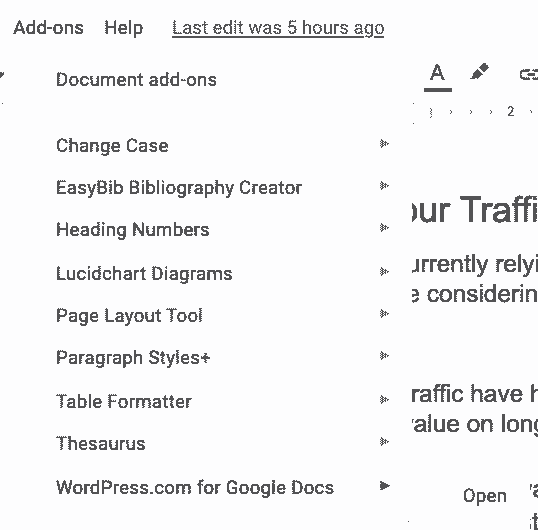 Add-ons Help Last edit was 5 hours ago
Document add-ons
A
2
Change Case
EasyBib Bibliography Creator
Heading Numbers
Lucidchart Diagrams
Page Layout Tool
Paragraph Styles+
Table Formatter
Thesaurus
WordPress.com for Google Docs
our Traffi
urrently relyi
e considerin
raffic have h
value on long
Open